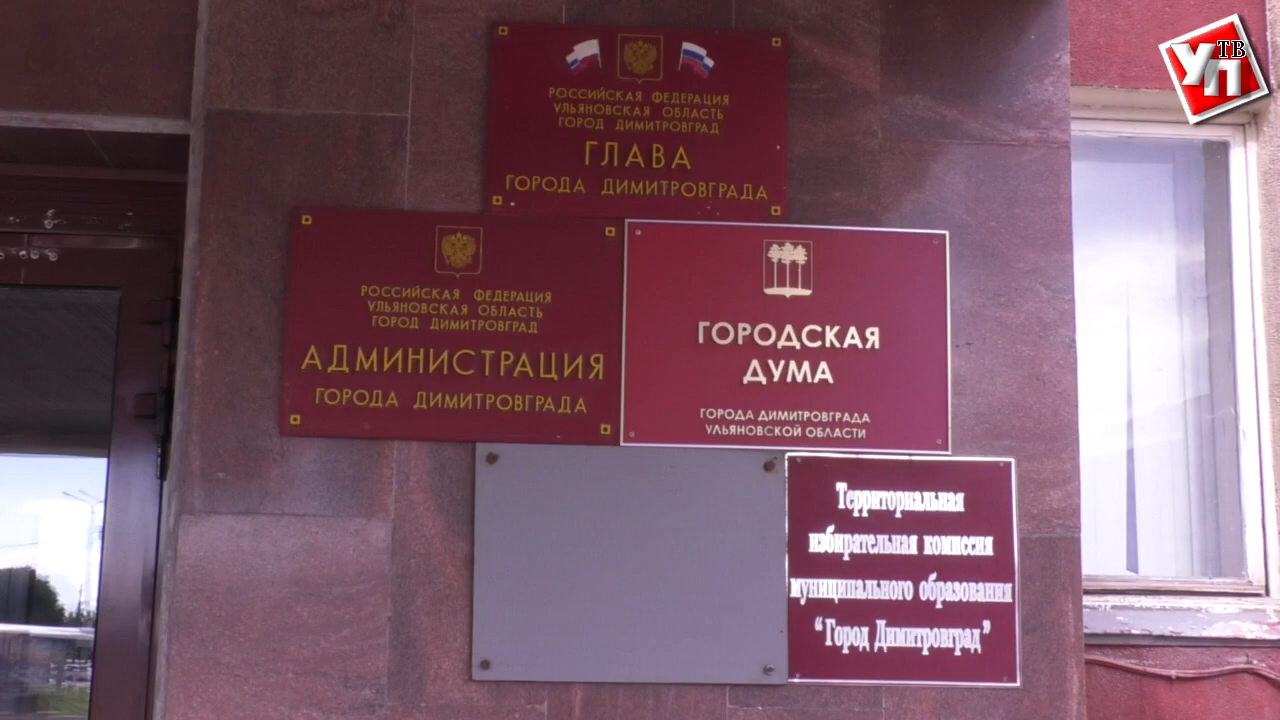 УП ТВ
РОССИЙСКАЯ ФЕДЕРАЦИЯ
УЛЬЯНОВСКАЯ ОБЛАСТЬ
ГОРОД ДИМИТРОВГРАД
ГЛАВА
ГОРОДА ДИМИТРОВГРАДА
РОССИЙСКАЯ ФЕДЕРАЦИЯ
УЛЬЯНОВСКАЯ ОБЛАСТЬ
ГОРОД ДИМИТРОВГРАД
АДМИНИСТРАЦИЯ
ГОРОДА ДИМИТРОВГРАДА
ГОРОДСКАЯ
ДУМА
ГОРОДА ДИМИТРОВГРАДА
УЛЬЯНОВСКОЙ ОБЛАСТИ
Территориальная
избирательная комиссия
муниципального образования
“Город Димитровград”